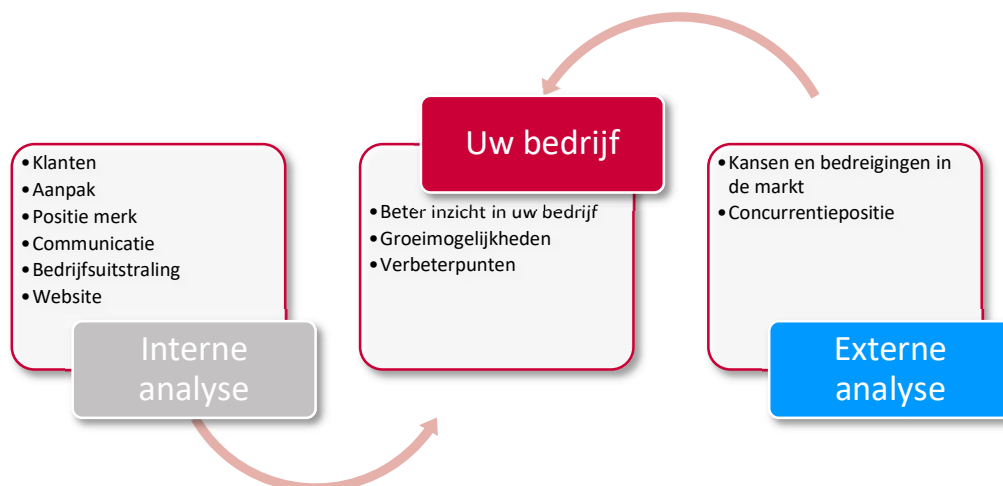 • Klanten
• Aanpak
• Positie merk
• Communicatie
• Bedrijfsuitstraling
• Website
Interne
analyse
Uw bedrijf
• Beter inzicht in uw bedrijf
• Groeimogelijkheden
• Verbeterpunten
• Kansen en bedreigingen in
de markt
• Concurrentiepositie
Externe
analyse